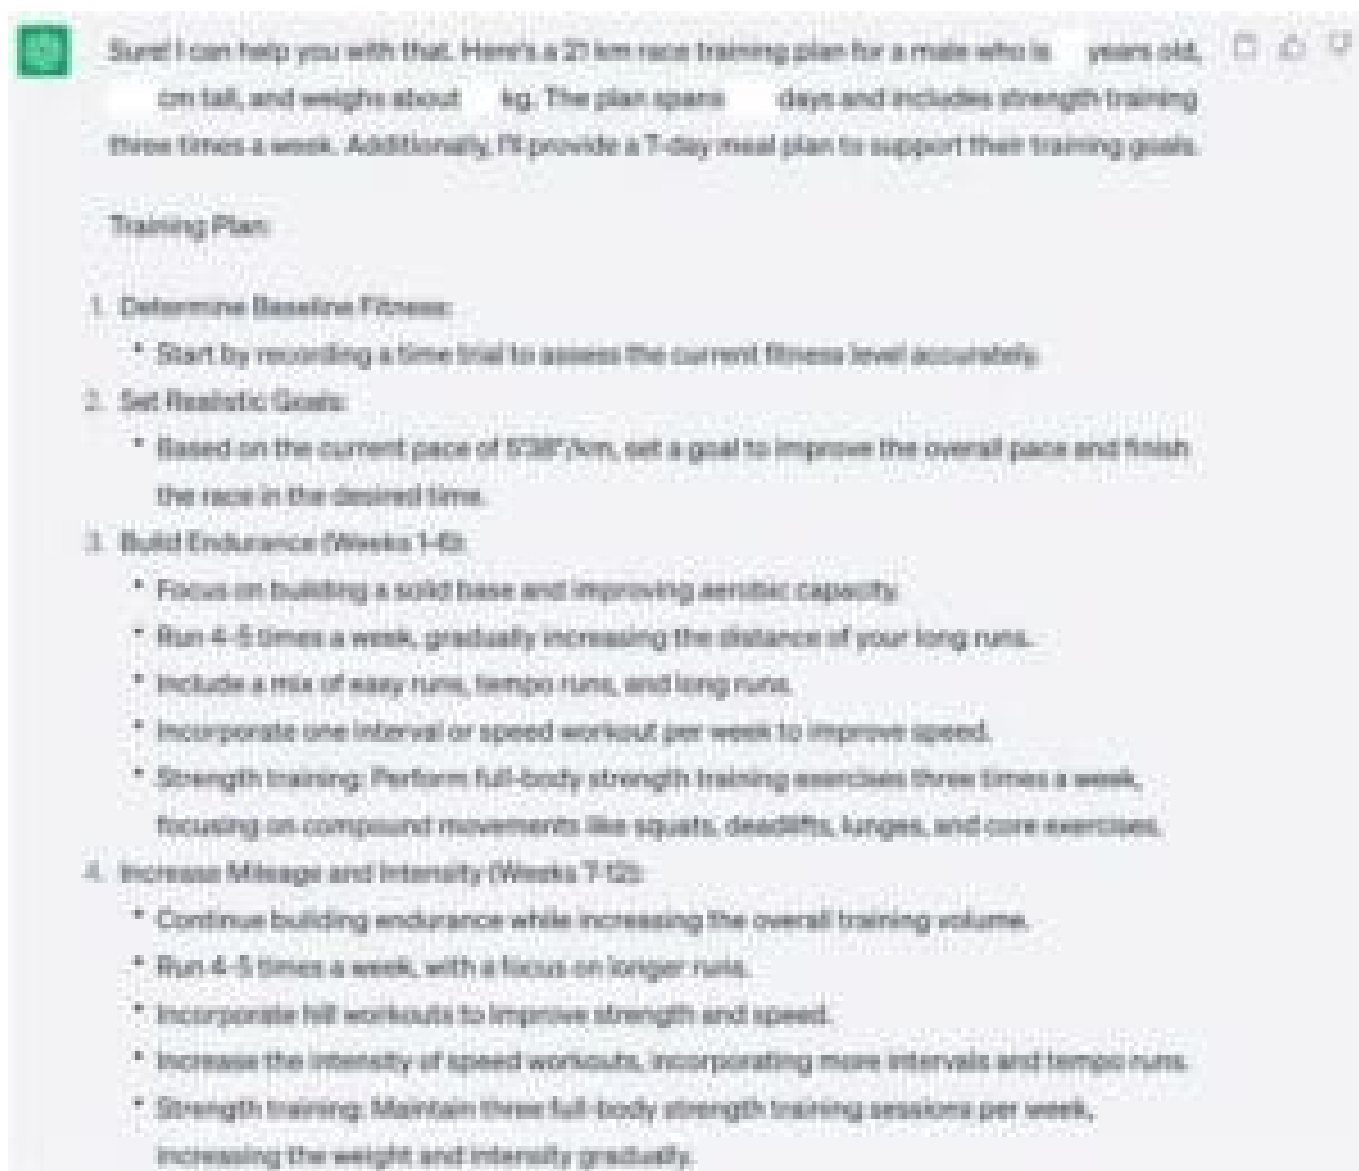 Sure! I can help you with that. Here's a 21 km race training plan for a male who is years old,
cm tall, and weighs about kg. The plan spans days and includes strength training
three times a week. Additionally, I'll provide a 7-day meal plan to support their training goals.
Training Plan:
1. Determine Baseline Fitness:
• Start by recording a time trial to assess the current fitness level accurately.
2. Set Realistic Goals:
• Based on the current pace of 5'38"/km, set a goal to improve the overall pace and finish
the race in the desired time.
3. Build Endurance (Weeks 1-6):
• Focus on building a solid base and improving aerobic capacity.
• Run 4-5 times a week, gradually increasing the distance of your long runs.
• Include a mix of easy runs, tempo runs, and long runs.
• Incorporate one interval or speed workout per week to improve speed.
• Strength training: Perform full-body strength training exercises three times a week,
focusing on compound movements like squats, deadlifts, lunges, and core exercises.
4. Increase Mileage and Intensity (Weeks 7-12):
• Continue building endurance while increasing the overall training volume.
• Run 4-5 times a week, with a focus on longer runs.
• Incorporate hill workouts to improve strength and speed.
• Increase the intensity of speed workouts, incorporating more intervals and tempo runs.
• Strength training: Maintain three full-body strength training sessions per week,
increasing the weight and intensity gradually.